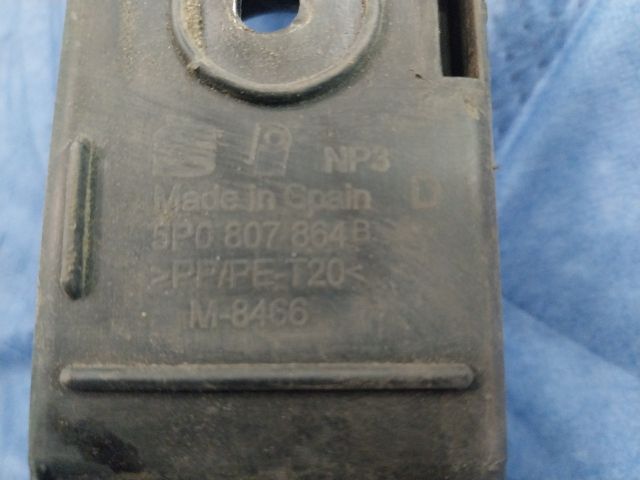 NP3
Made in Spain D
5P0 807 864 B
>PP/PE-T20<
M-8466